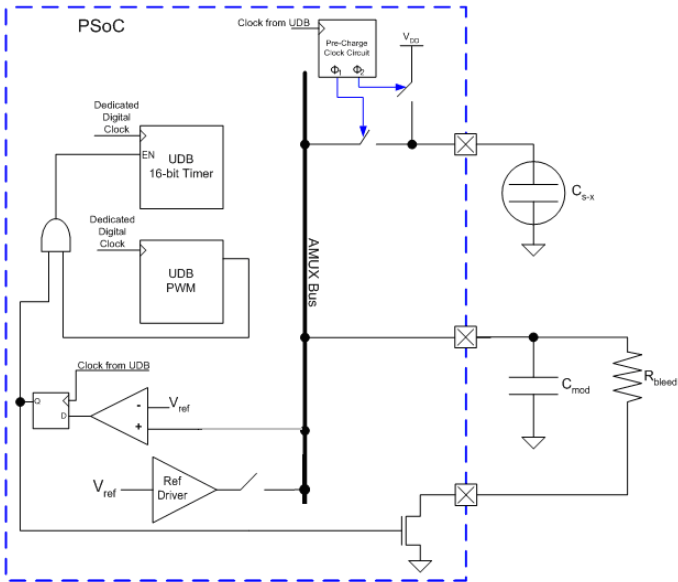 PSoC
Clock from UDB
Pre-Charge
Clock Circuit
Φ1 Φ2
VDD
Dedicated
Digital
Clock
EN
UDB
16-bit Timer
Dedicated
Digital
Clock
UDB
PWM
AMUX Bus
Cs-x
Clock from UDB
Q
D
-
+
Vref
Cmod
Rbleed
Vref
Ref
Driver